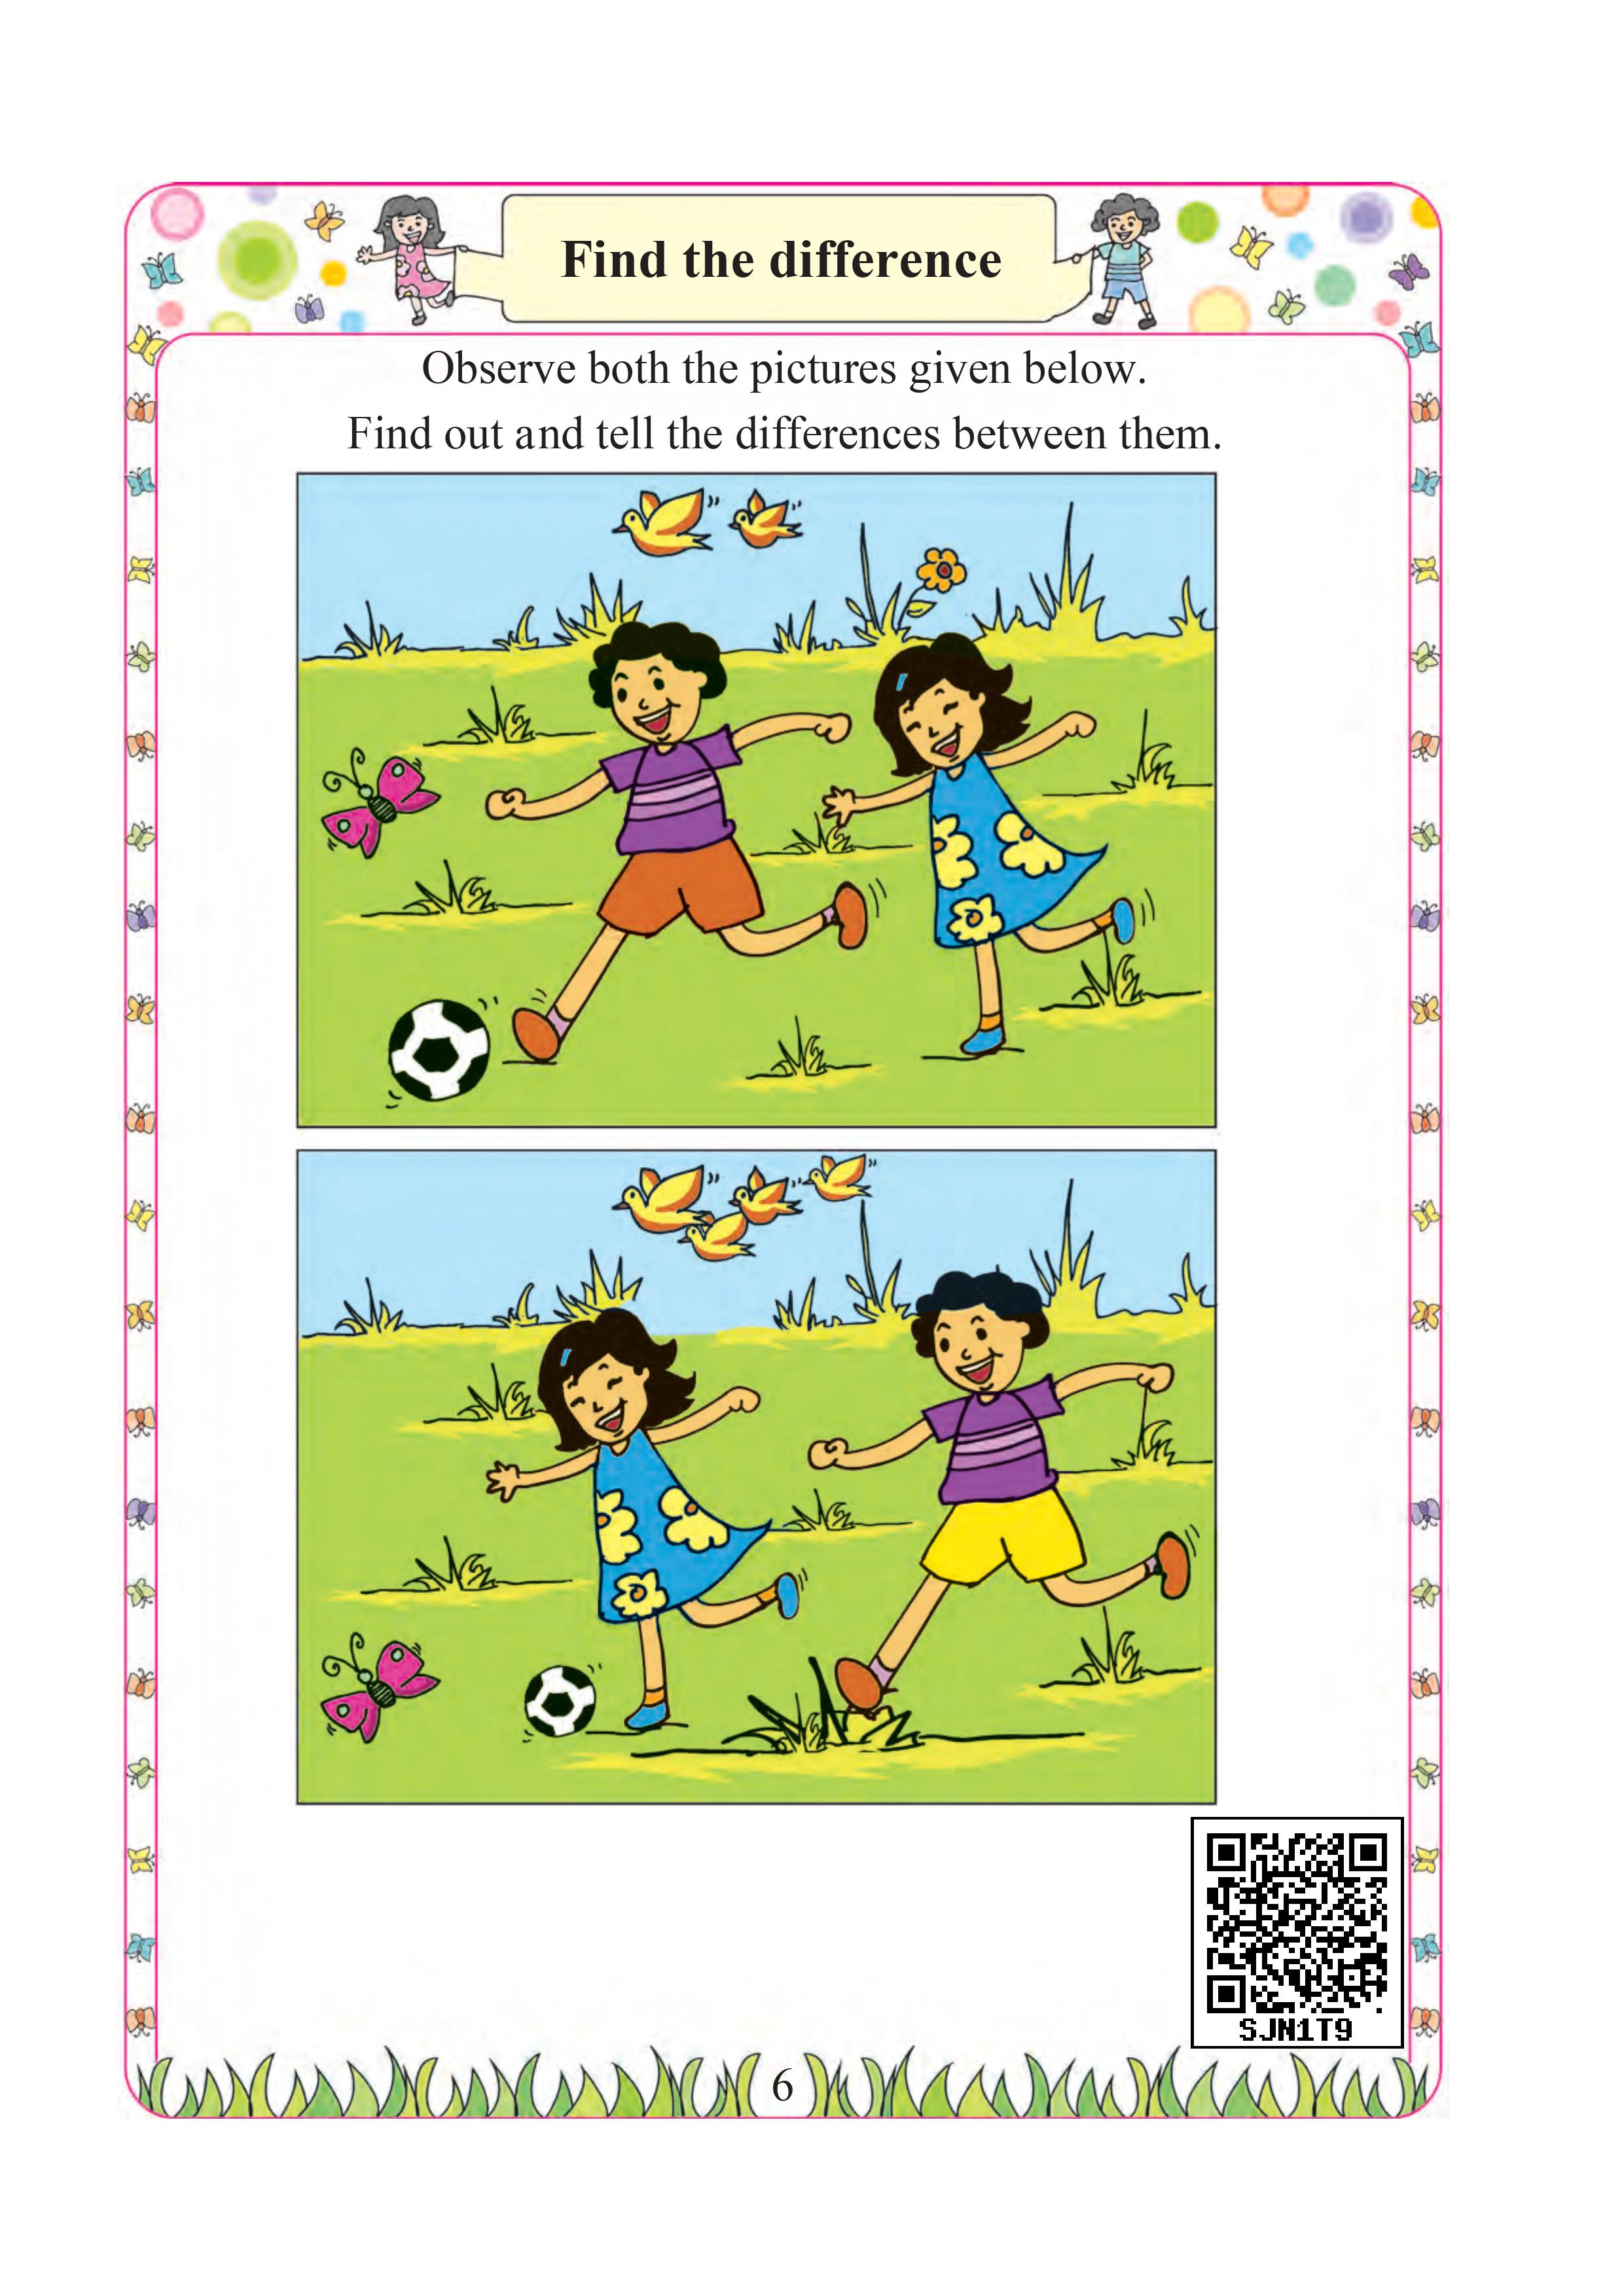 Find the difference
Observe both the pictures given below.
Find out and tell the differences between them.
SJN1T9
6